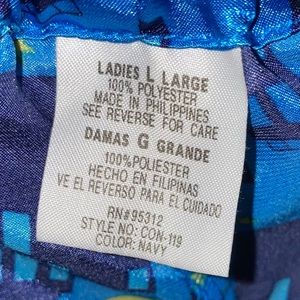 LADIES L LARGE
100% POLYESTER
MADE IN PHILIPPINES
SEE REVERSE FOR CARE
DAMAS G GRANDE
100%POLIESTER
HECHO EN FILIPINAS
VE EL REVERSO PARA EL CUIDADO
RN#95312
STYLE NO: CON-119
COLOR: NAVY